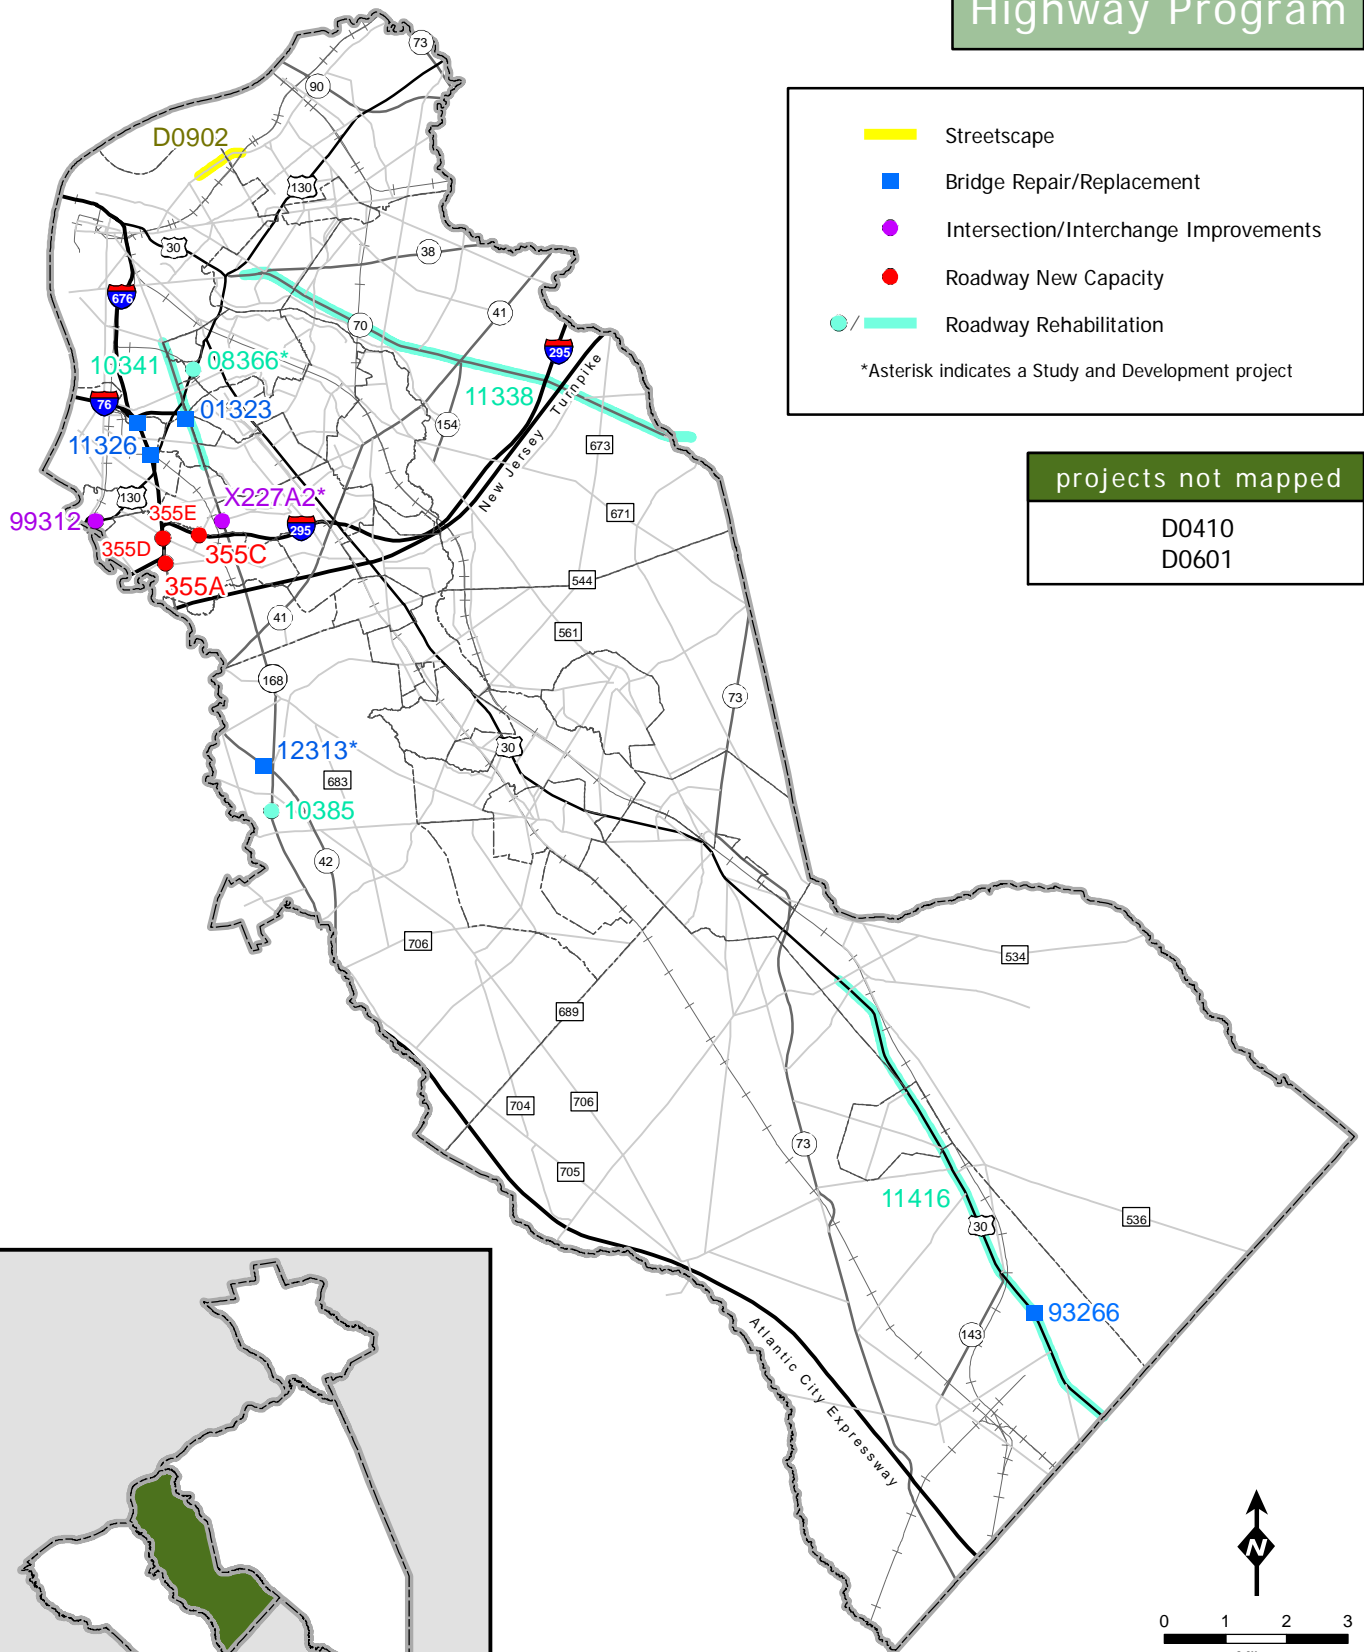 Highway Program
Streetscape
Bridge Repair/Replacement
Intersection/Interchange Improvements
Roadway New Capacity
/ Roadway Rehabilitation
*Asterisk indicates a Study and Development project
projects not mapped
D0410
D0601
73
90
D0902
130
30
38
676
41
70
295
10341
08366*
11338
New Jersey Turnpike
76
01323
154
11326
673
130
X227A2*
99312
355E
671
295
355D
355C
355A
544
41
561
168
73
30
12313*
683
10385
42
706
534
689
704
706
73
705
11416
536
30
93266
143
Atlantic City Expressway
N
0 1 2 3